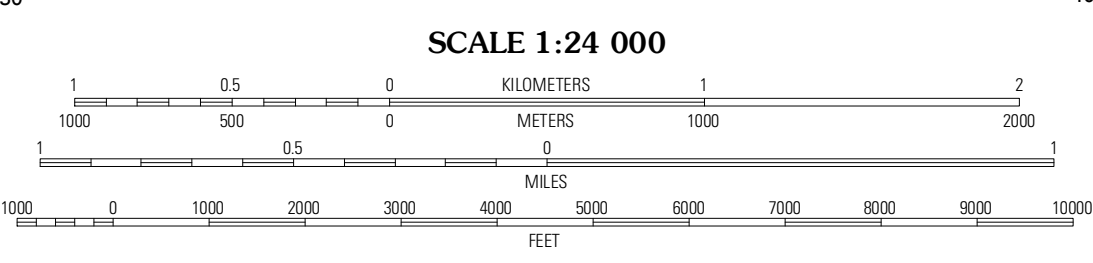 SCALE 1:24 000
1 0.5 0 KILOMETERS 1 2
1000 500 0 METERS 1000 2000
1 0.5 0 1
MILES
1000 0 1000 2000 3000 4000 5000 6000 7000 8000 9000 10000
FEET